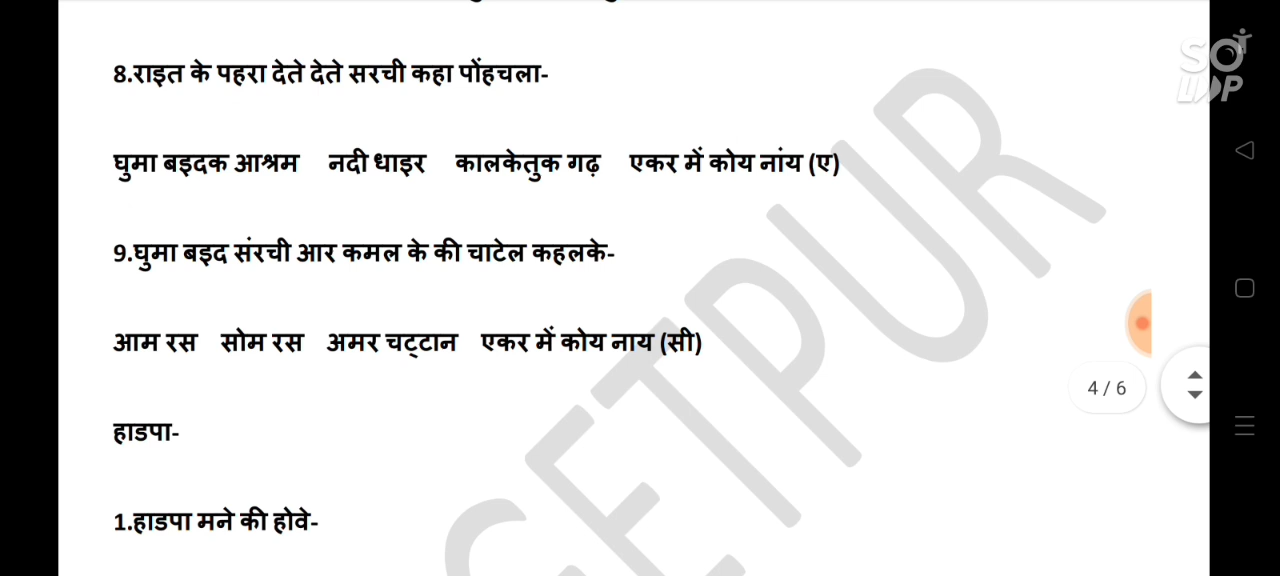 8.राइत के पहरा देते देते सरची कहा पोंहचला-
घुमा बइदक आश्रम नदी धाइर कालकेतुक गढ़ एकर में कोय नांय (ए)
9.घुमा बइद संरची आर कमल के की चाटेल कहलके-
आम रस सोम रस अमर चट्टान एकर में कोय नाय (सी)
हाडपा-
1.हाडपा मने की होवे-
4 / 6